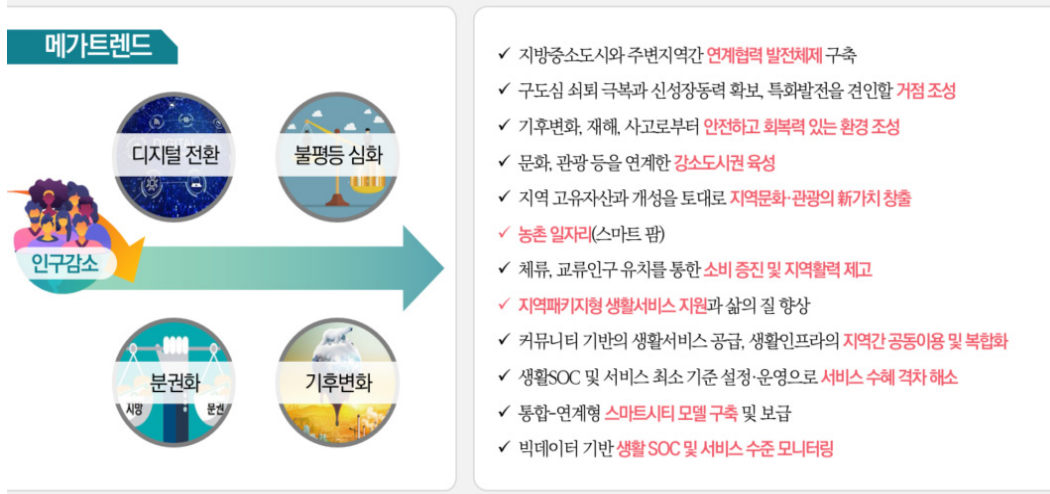 메가트렌드
디지털 전환
불평등 심화
인구감소
분권화
지방
분권
기후변화
✓ 지방중소도시와 주변지역간 연계협력 발전체제 구축
✓ 구도심 쇠퇴 극복과 신성장동력 확보, 특화발전을 견인할 거점 조성
✓ 기후변화, 재해, 사고로부터 안전하고 회복력 있는 환경 조성
✓ 문화, 관광 등을 연계한 강소도시권 육성
✓ 지역 고유자산과 개성을 토대로 지역문화·관광의 新가치 창출
✓ 농촌 일자리(스마트 팜)
✓ 체류, 교류인구 유치를 통한 소비 증진 및 지역활력 제고
✓ 지역패키지형 생활서비스 지원과 삶의 질 향상
✓ 커뮤니티 기반의 생활서비스 공급, 생활인프라의 지역간 공동이용 및 복합화
✓ 생활SOC 및 서비스 최소 기준 설정·운영으로 서비스 수혜 격차 해소
✓ 통합-연계형 스마트시티 모델 구축 및 보급
✓ 빅데이터 기반 생활 SOC 및 서비스 수준 모니터링